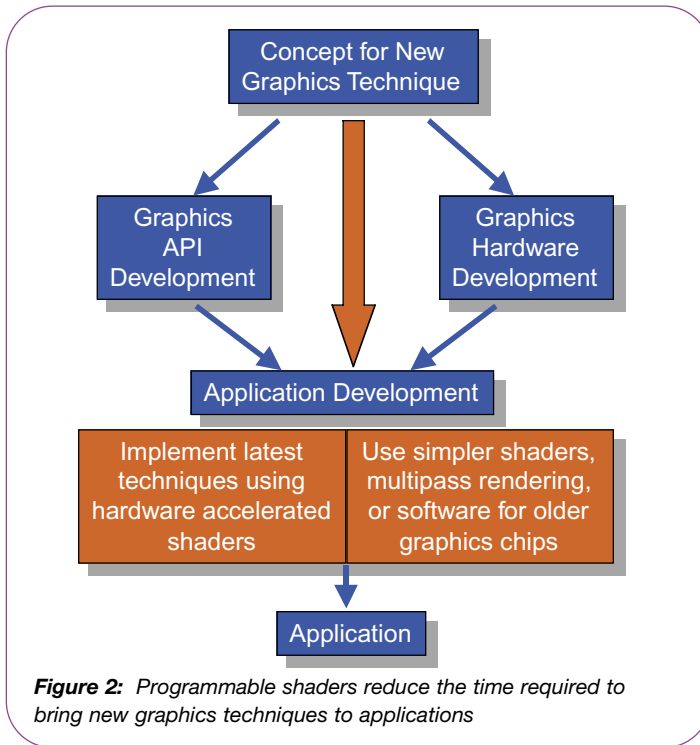 Concept for New
Graphics Technique
Graphics
API
Development
Graphics
Hardware
Development
Application Development
Implement latest
techniques using
hardware accelerated
shaders
Use simpler shaders,
multipass rendering,
or software for older
graphics chips
Application
Figure 2: Programmable shaders reduce the time required to
bring new graphics techniques to applications